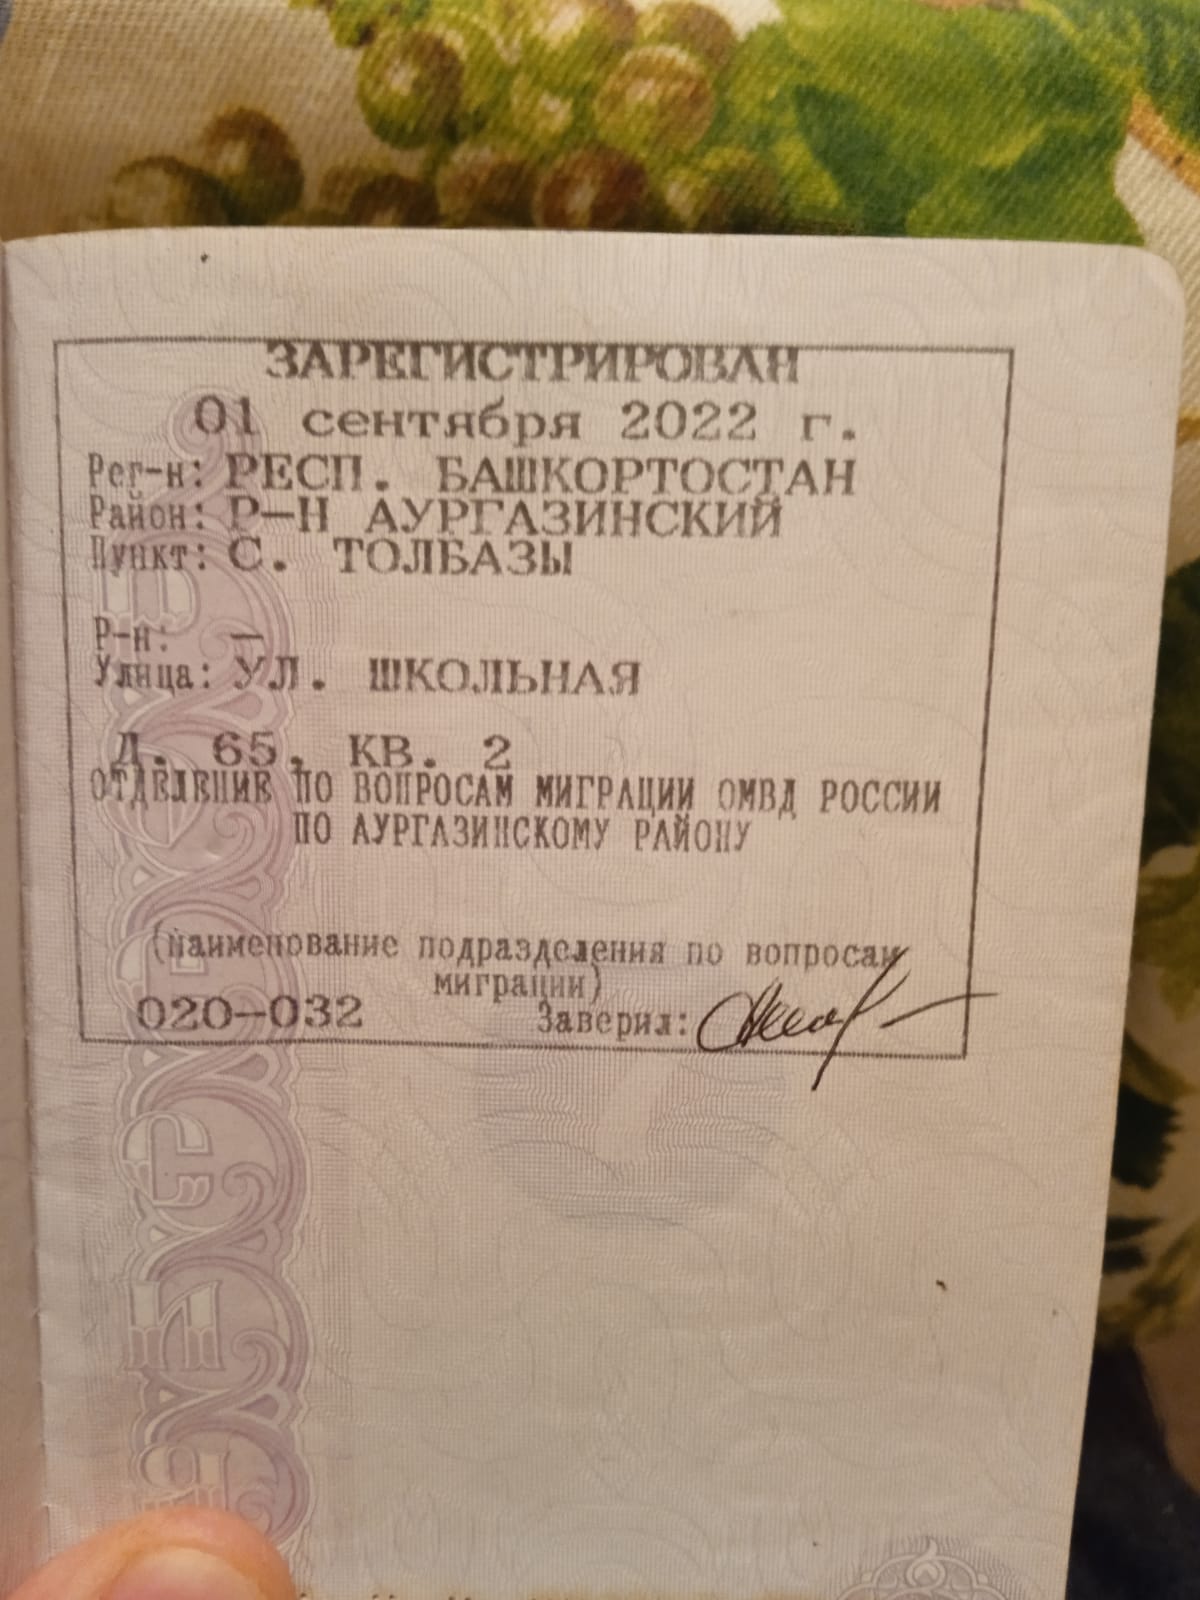 ЗАРЕГИСТРИРОВАН
01 сентября 2022 г.
Рег-н: РЕСП. БАШКОРТОСТАН
Район: Р-Н АУРГАЗИНСКИЙ
Пункт: С. ТОЛБАЗЫ
Р-н: —
Улица: УЛ. ШКОЛЬНАЯ
Д. 65, КВ. 2
ОТДЕЛЕНИЕ ПО ВОПРОСАМ МИГРАЦИИ ОМВД РОССИИ
ПО АУРГАЗИНСКОМУ РАЙОНУ
(наименование подразделения по вопросам
миграции)
020-032 Заверил: